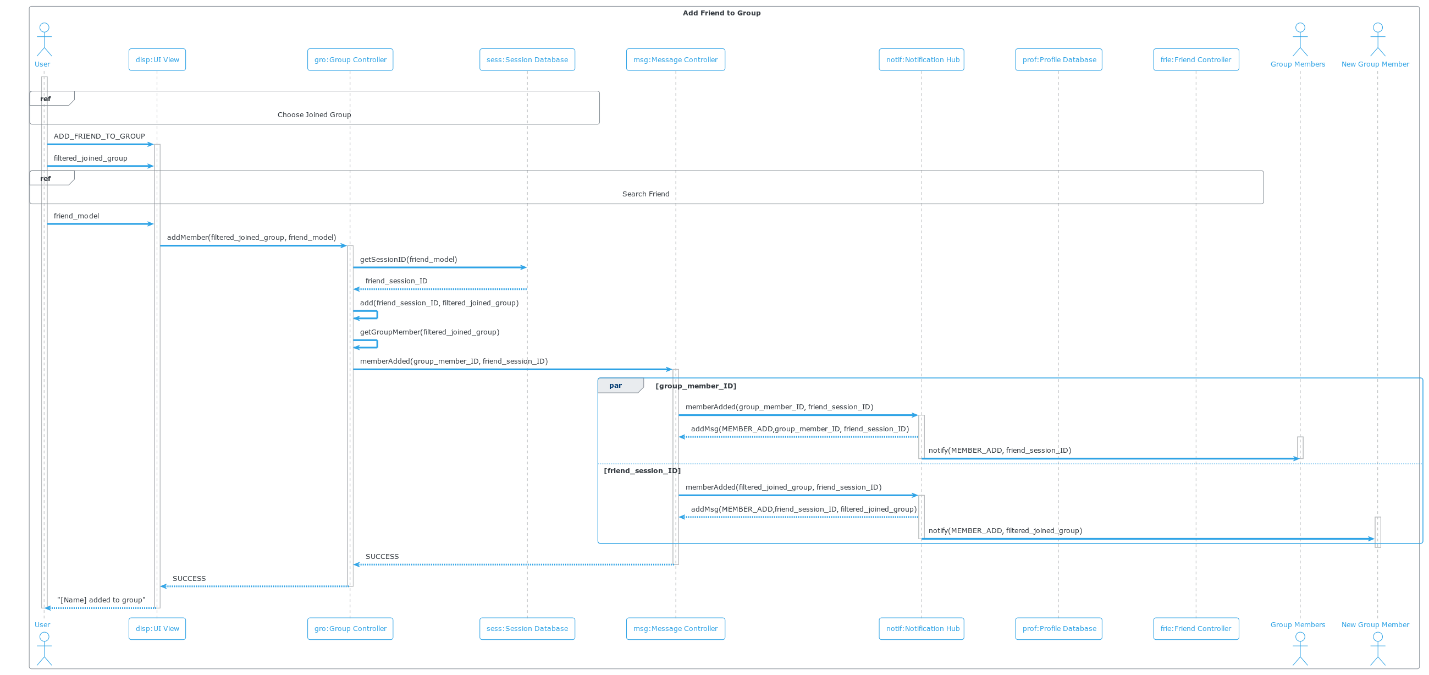 Add Friend to Group
User
disp:UI View
gro:Group Controller
sess:Session Database
msg:Message Controller
notif:Notification Hub
prof:Profile Database
frie:Friend Controller
Group Members
New Group Member
ref
Choose Joined Group
ADD_FRIEND_TO_GROUP
filtered_joined_group
ref
Search Friend
friend_model
addMember(filtered_joined_group, friend_model)
getSessionID(friend_model)
friend_session_ID
add(friend_session_ID, filtered_joined_group)
getGroupMember(filtered_joined_group)
memberAdded(group_member_ID, friend_session_ID)
par
[group_member_ID]
memberAdded(group_member_ID, friend_session_ID)
addMsg(MEMBER_ADD,group_member_ID, friend_session_ID)
notify(MEMBER_ADD, friend_session_ID)
[friend_session_ID]
memberAdded(filtered_joined_group, friend_session_ID)
addMsg(MEMBER_ADD,friend_session_ID, filtered_joined_group)
notify(MEMBER_ADD, filtered_joined_group)
SUCCESS
SUCCESS
"[Name] added to group"
User
disp:UI View
gro:Group Controller
sess:Session Database
msg:Message Controller
notif:Notification Hub
prof:Profile Database
frie:Friend Controller
Group Members
New Group Member